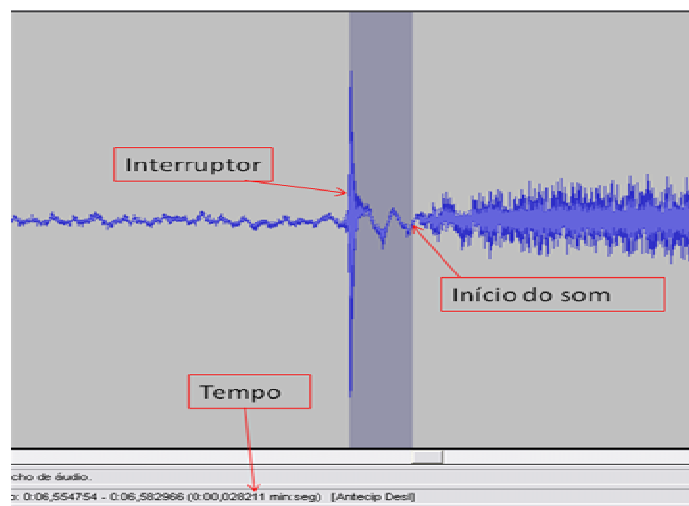 Interruptor
Início do som
Tempo
cho de áudio.
o: 0:06,554754 - 0:06,582966 (0:00,028211 min:seg) [Antecip Desl]